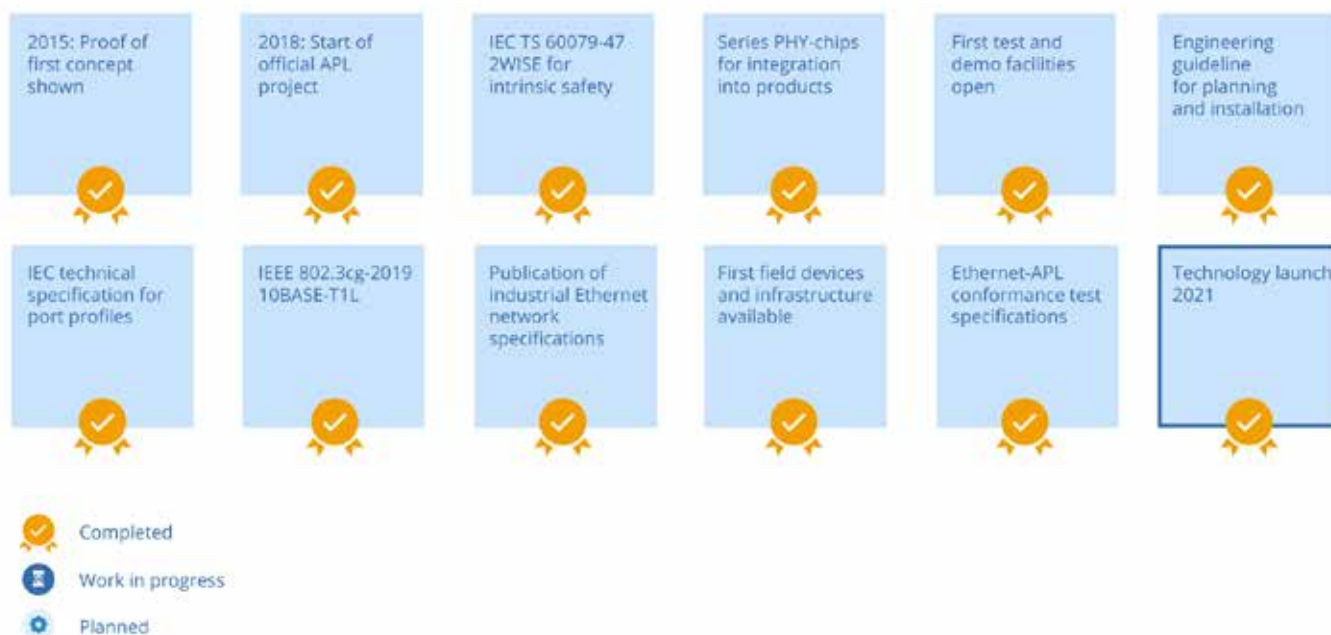 2015: Proof of
first concept
shown
2018: Start of
official APL
project
IEC TS 60079-47
2WISE for
intrinsic safety
Series PHY-chips
for integration
into products
First test and
demo facilities
open
Engineering
guideline
for planning
and installation
IEC technical
specification for
port profiles
IEEE 802.3cg-2019
10BASE-T1L
Publication of
industrial Ethernet
network
specifications
First field devices
and infrastructure
available
Ethernet-APL
conformance test
specifications
Technology launch
2021
Completed
Work in progress
Planned